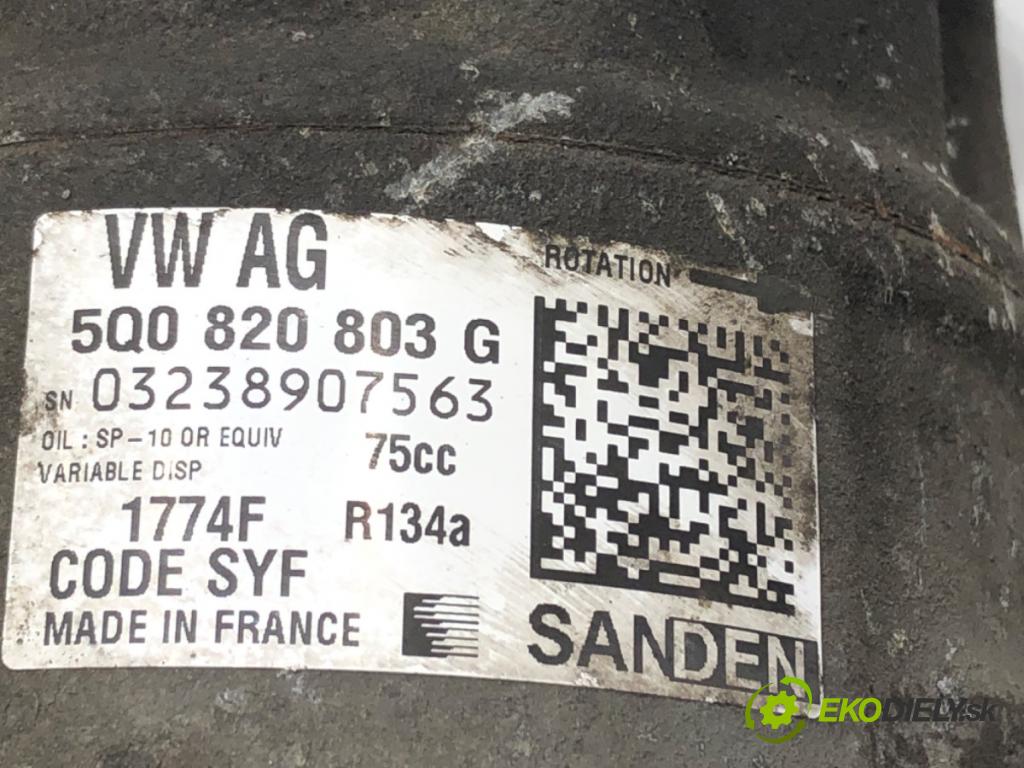 VW AG
ROTATION
5Q0 820 803 G
SN 03238907563
OIL : SP-10 OR EQUIV
75cc
VARIABLE DISP
1774F
R134a
CODE SYF
MADE IN FRANCE
SANDEN
EKODIELY.sk